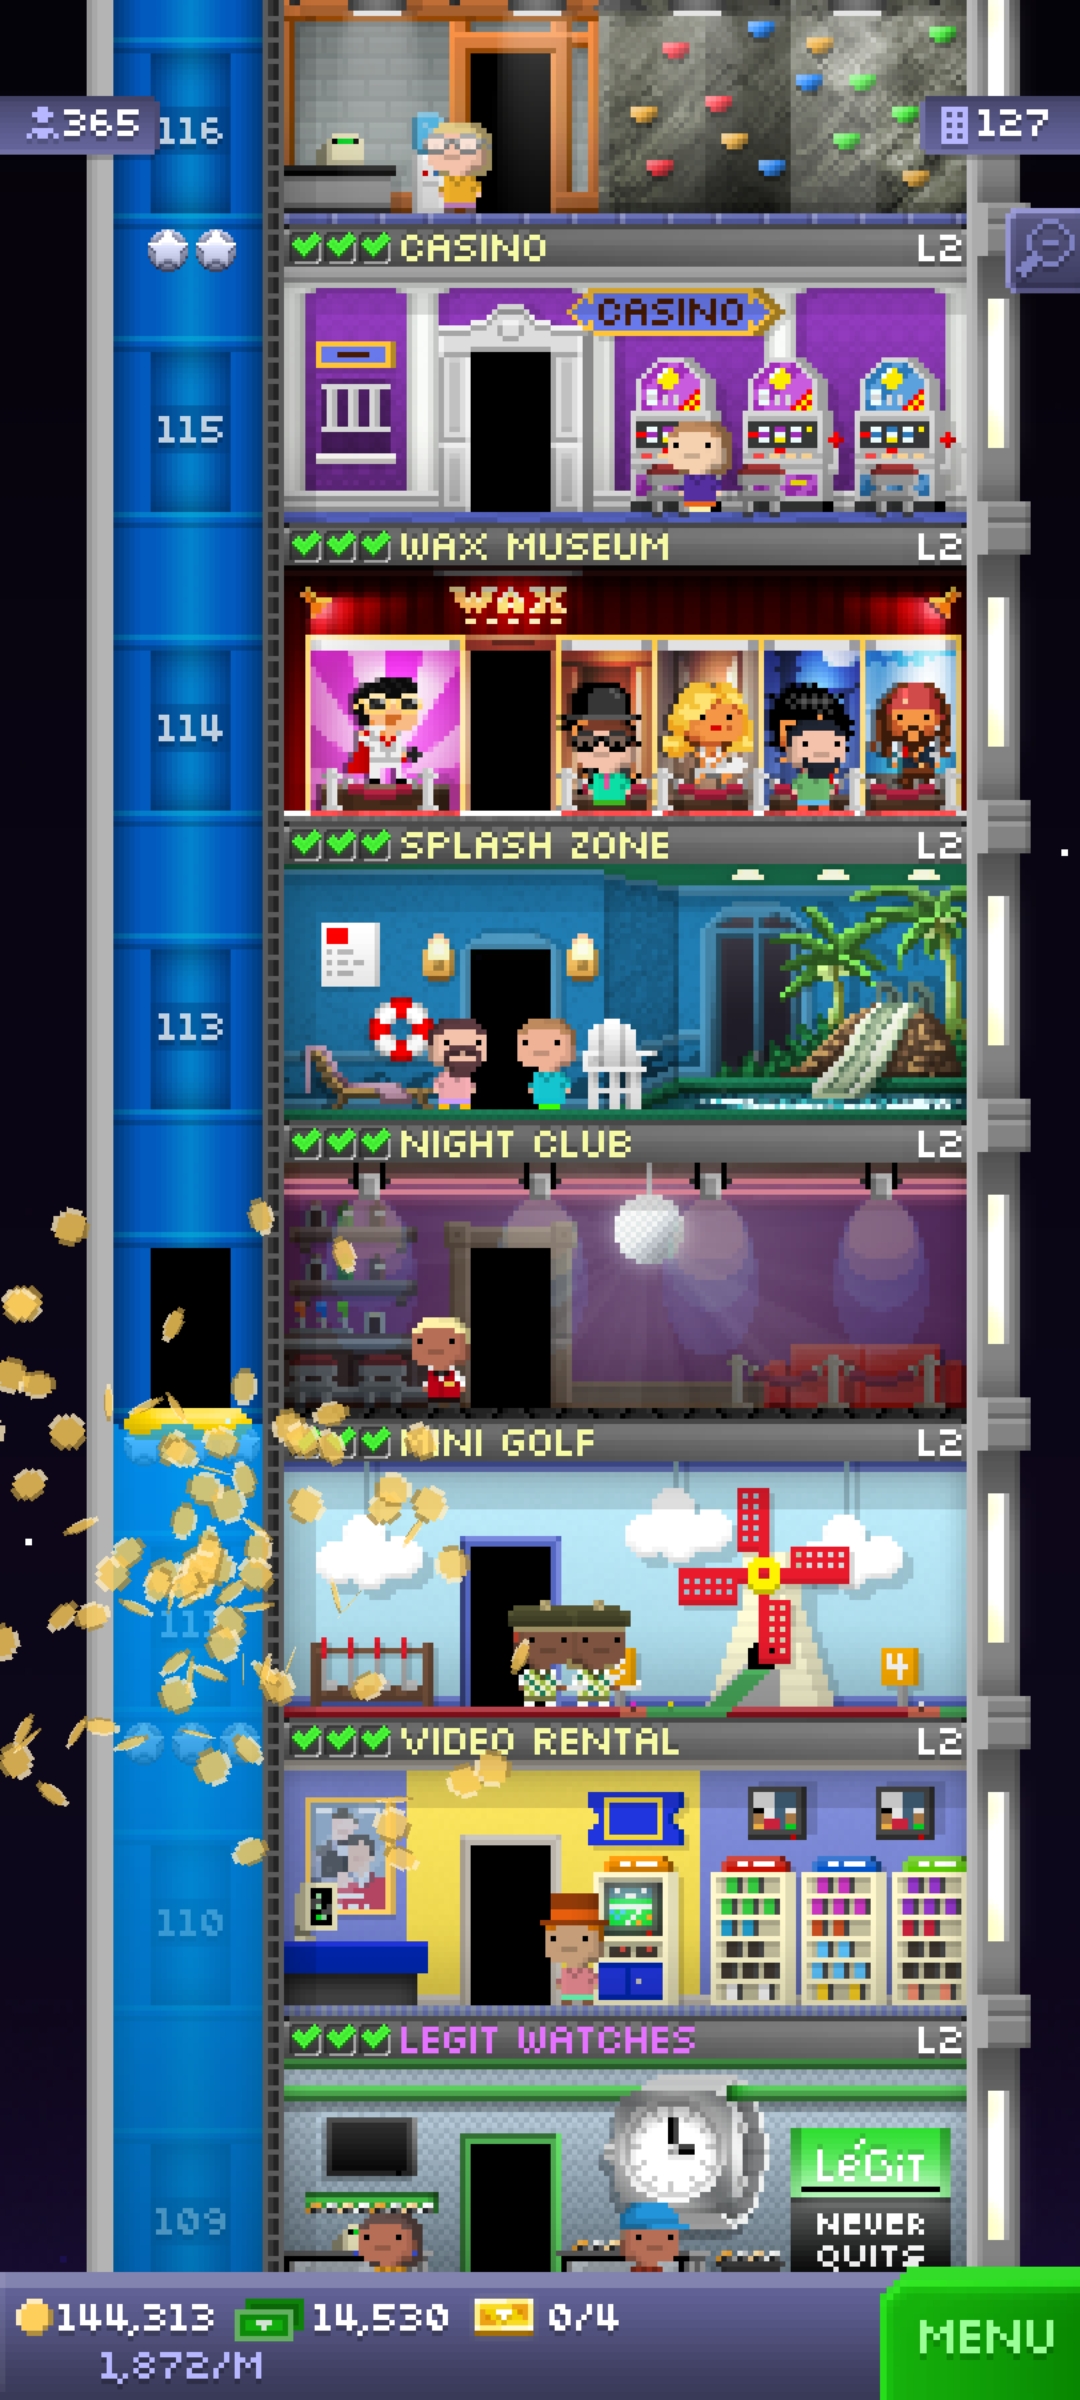 365
116
127
CASINO L2
CASINO
115
WAX MUSEUM L2
WAX
114
SPLASH ZONE L2
113
NIGHT CLUB L2
MINI GOLF L2
111
4
VIDEO RENTAL L2
110
LEGIT WATCHES L2
LéGiT
NEVER
QUITS
109
144,313 14,530 0/4
1,872/M
MENU